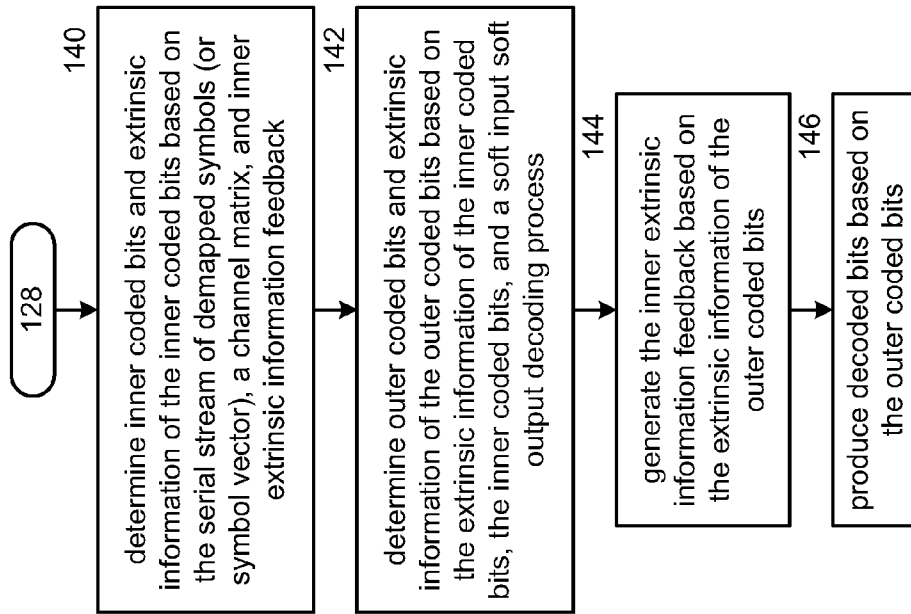 128
140
determine inner coded bits and extrinsic
information of the inner coded bits based on
the serial stream of demapped symbols (or
symbol vector), a channel matrix, and inner
extrinsic information feedback
142
determine outer coded bits and extrinsic
information of the outer coded bits based on
the extrinsic information of the inner coded
bits, the inner coded bits, and a soft input soft
output decoding process
144
generate the inner extrinsic
information feedback based on
the extrinsic information of the
outer coded bits
146
produce decoded bits based on
the outer coded bits